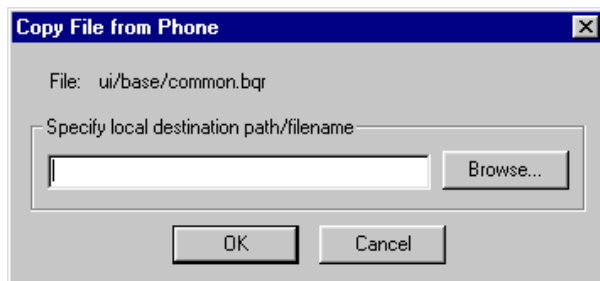 Copy File from Phone
File: ui/base/common.bqr
Specify local destination path/filename
Browse...
OK Cancel